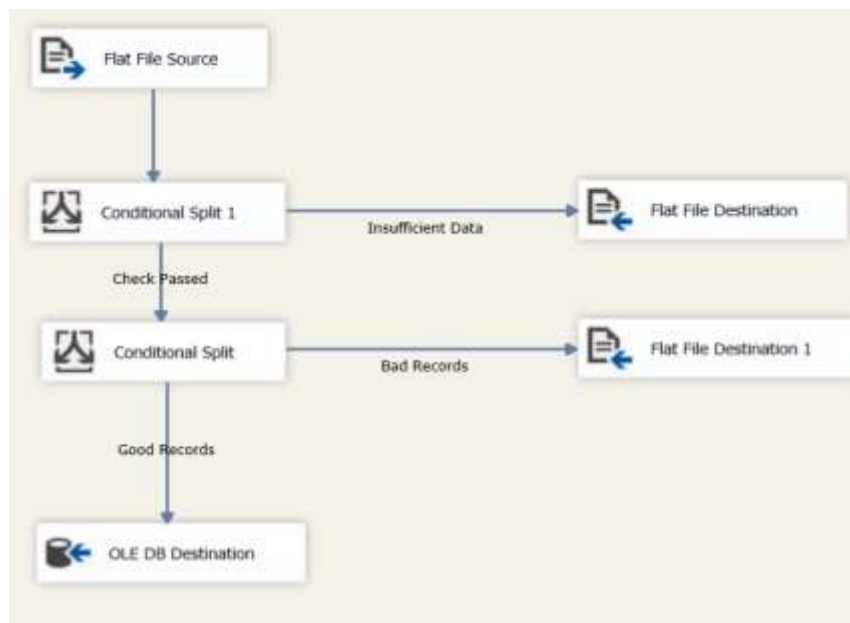 Flat File Source
Conditional Split 1
Insufficient Data
Flat File Destination
Check Passed
Conditional Split
Bad Records
Flat File Destination 1
Good Records
OLE DB Destination